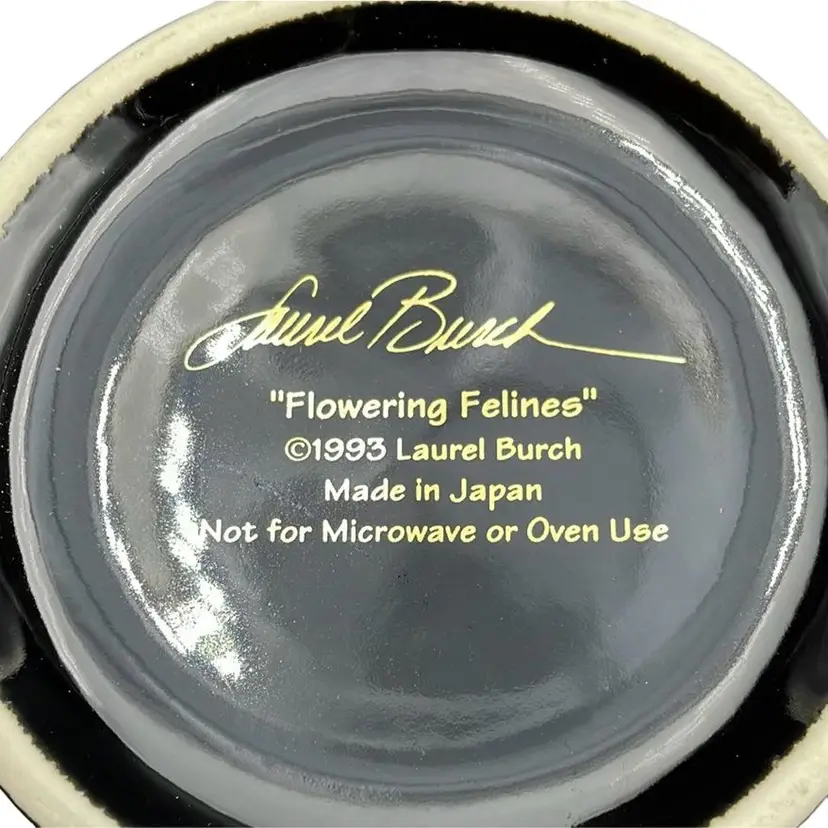 Laurel Burch
"Flowering Felines"
©1993 Laurel Burch
Made in Japan
Not for Microwave or Oven Use